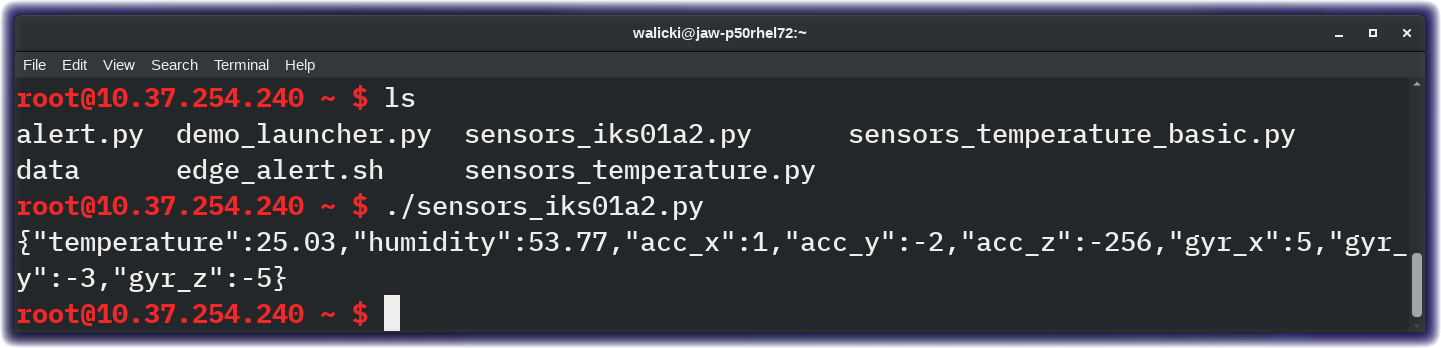 walicki@jaw-p50rhel72:~
File Edit View Search Terminal Help
root@10.37.254.240 ~ $ ls
alert.py  demo_launcher.py  sensors_iks01a2.py      sensors_temperature_basic.py
data      edge_alert.sh     sensors_temperature.py
root@10.37.254.240 ~ $ ./sensors_iks01a2.py
{"temperature":25.03,"humidity":53.77,"acc_x":1,"acc_y":-2,"acc_z":-256,"gyr_x":5,"gyr_
y":-3,"gyr_z":-5}
root@10.37.254.240 ~ $